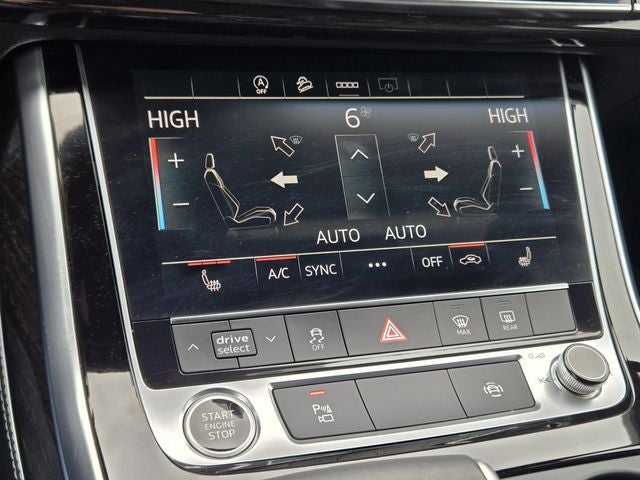 A
OFF
HIGH 6 HIGH
+ +
− −
AUTO AUTO
A/C SYNC ••• OFF
drive
select
OFF
MAX
REAR
START
ENGINE
STOP
P